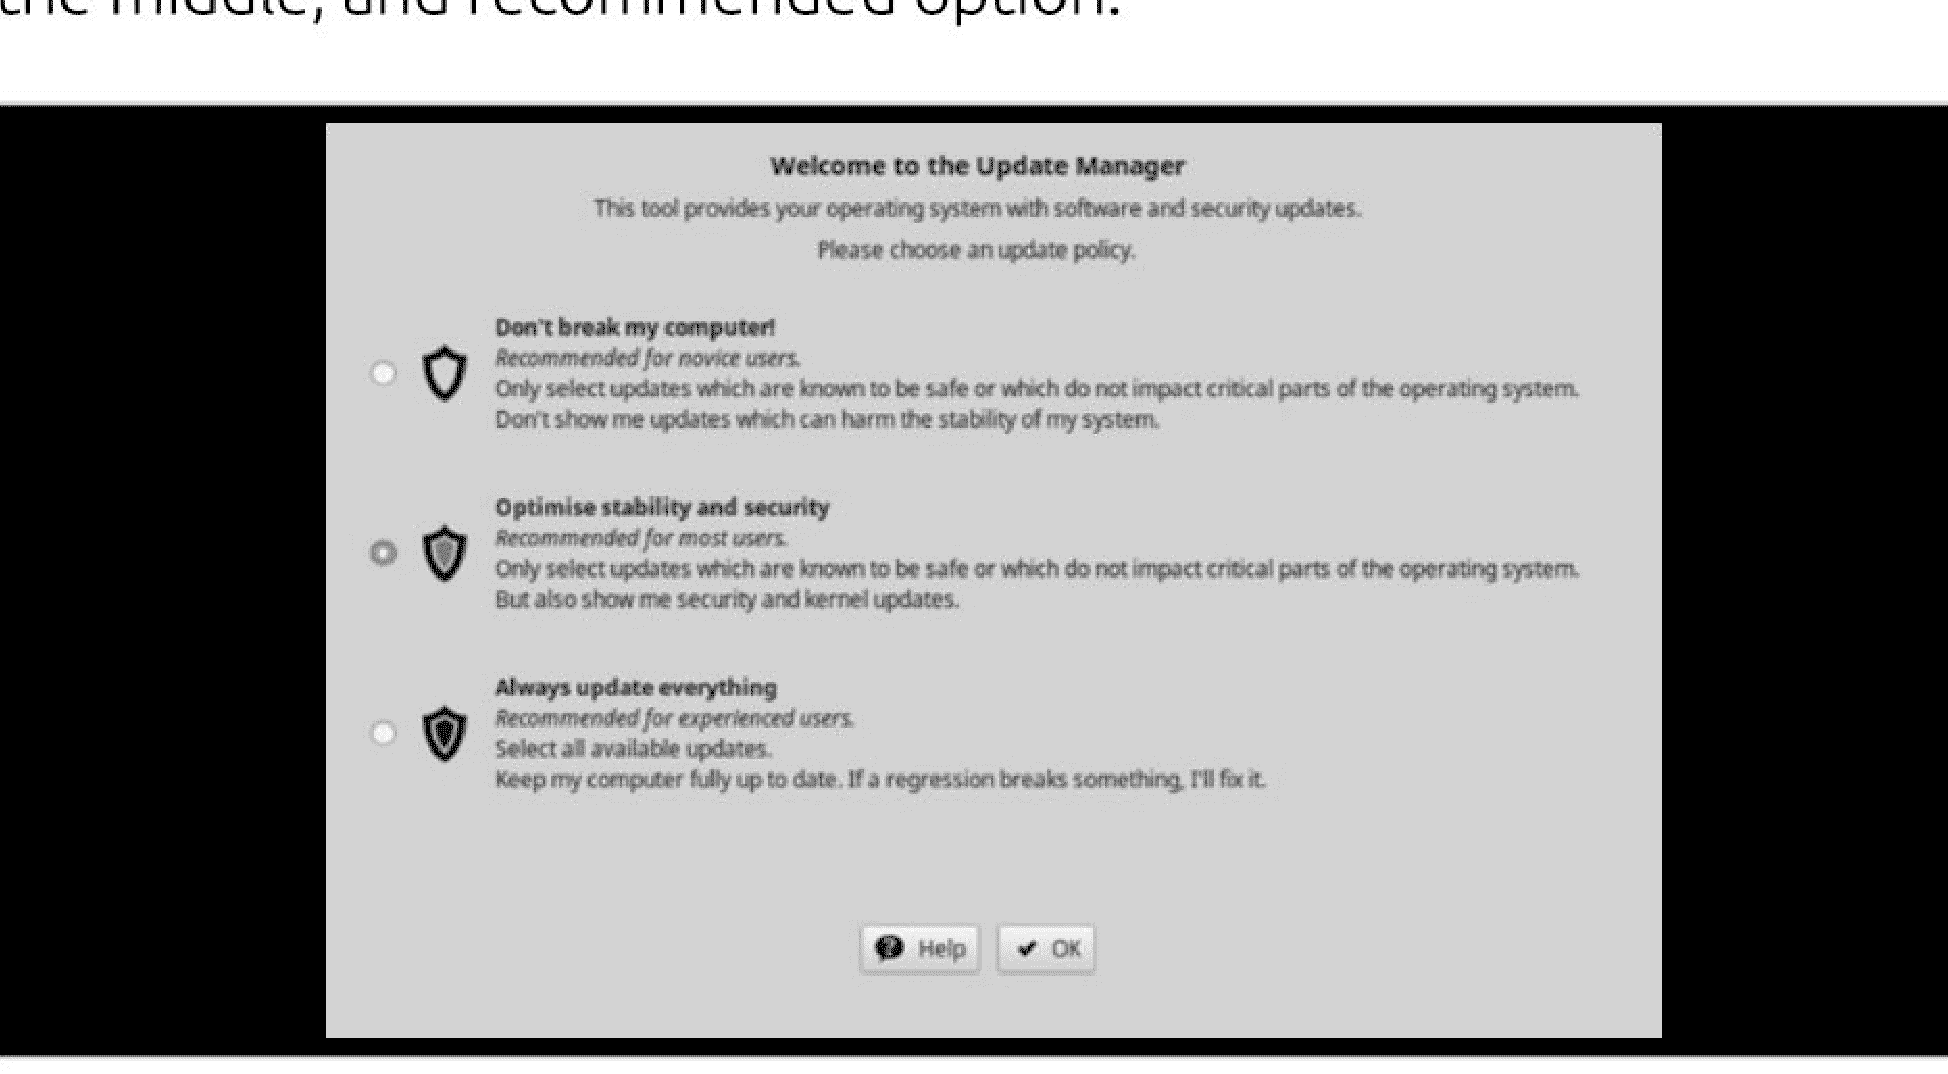 the middle, and recommended option.
Welcome to the Update Manager
This tool provides your operating system with software and security updates.
Please choose an update policy.
Don't break my computer!
Recommended for novice users.
Only select updates which are known to be safe or which do not impact critical parts of the operating system.
Don't show me updates which can harm the stability of my system.
Optimise stability and security
Recommended for most users.
Only select updates which are known to be safe or which do not impact critical parts of the operating system.
But also show me security and kernel updates.
Always update everything
Recommended for experienced users.
Select all available updates.
Keep my computer fully up to date. If a regression breaks something, I'll fix it.
Help
OK